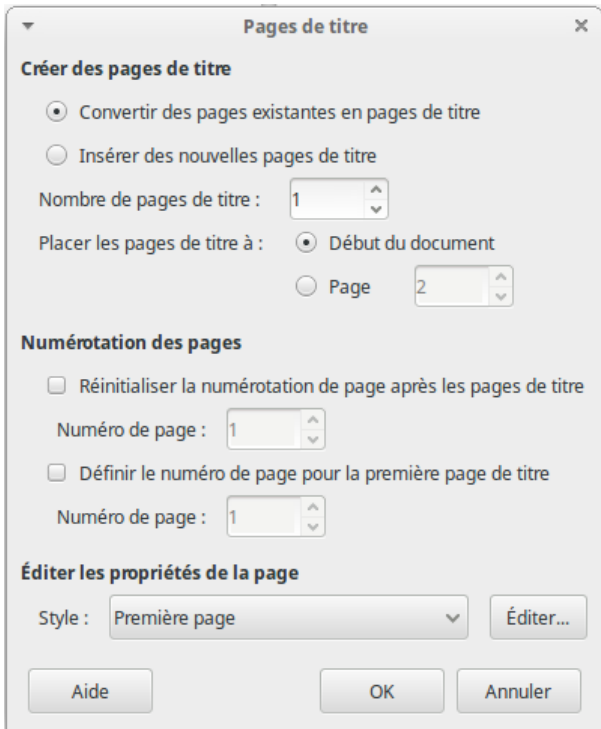 Pages de titre
Créer des pages de titre
Convertir des pages existantes en pages de titre
Insérer des nouvelles pages de titre
Nombre de pages de titre : 1
Placer les pages de titre à : Début du document
Page 2
Numérotation des pages
Réinitialiser la numérotation de page après les pages de titre
Numéro de page : 1
Définir le numéro de page pour la première page de titre
Numéro de page : 1
Éditer les propriétés de la page
Style : Première page Éditer...
Aide OK Annuler